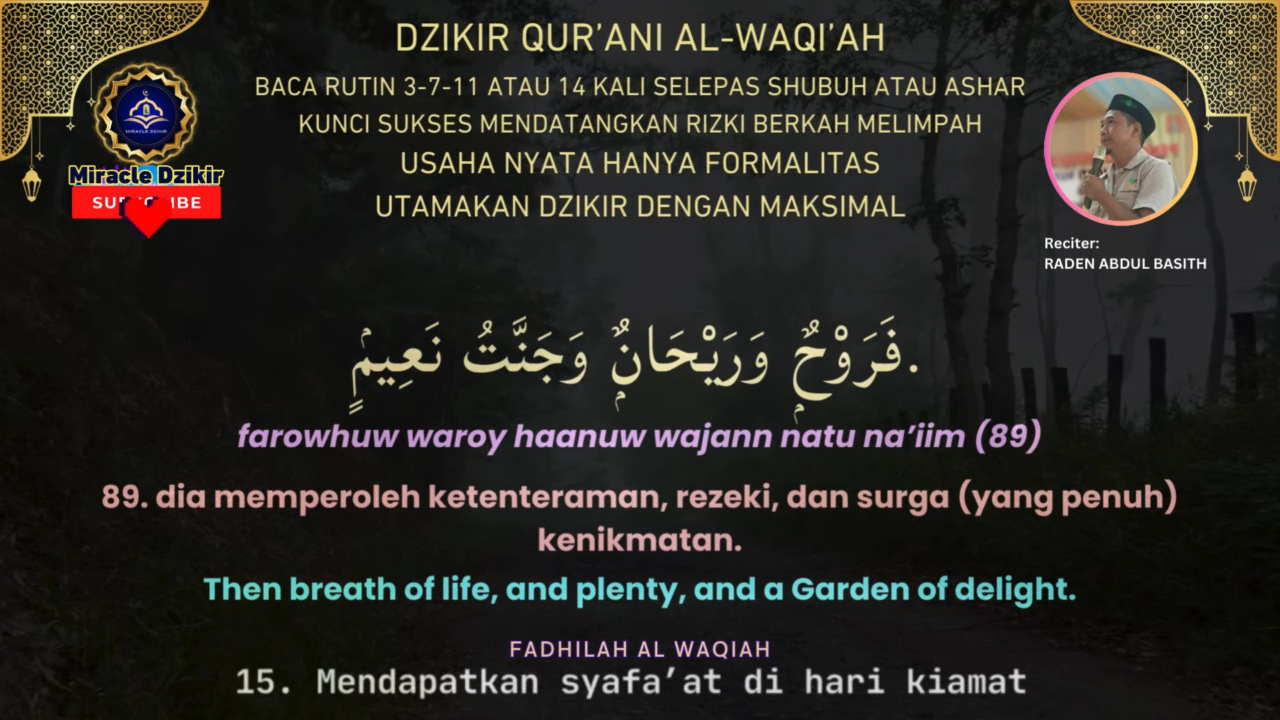 DZIKIR QUR’ANI AL-WAQI’AH
BACA RUTIN 3-7-11 ATAU 14 KALI SELEPAS SHUBUH ATAU ASHAR
KUNCI SUKSES MENDATANGKAN RIZKI BERKAH MELIMPAH
USAHA NYATA HANYA FORMALITAS
UTAMAKAN DZIKIR DENGAN MAKSIMAL
MIRACLE DZIKIR
Miracle Dzikir
Reciter:
RADEN ABDUL BASITH
فَرَوْحٌۭ وَرَيْحَانٌۭ وَجَنَّتُ نَعِيمٍۢ.
farowhuw waroy haanuw wajann natu na’iim (89)
89. dia memperoleh ketenteraman, rezeki, dan surga (yang penuh)
kenikmatan.
Then breath of life, and plenty, and a Garden of delight.
FADHILAH AL WAQIAH
15. Mendapatkan syafa’at di hari kiamat